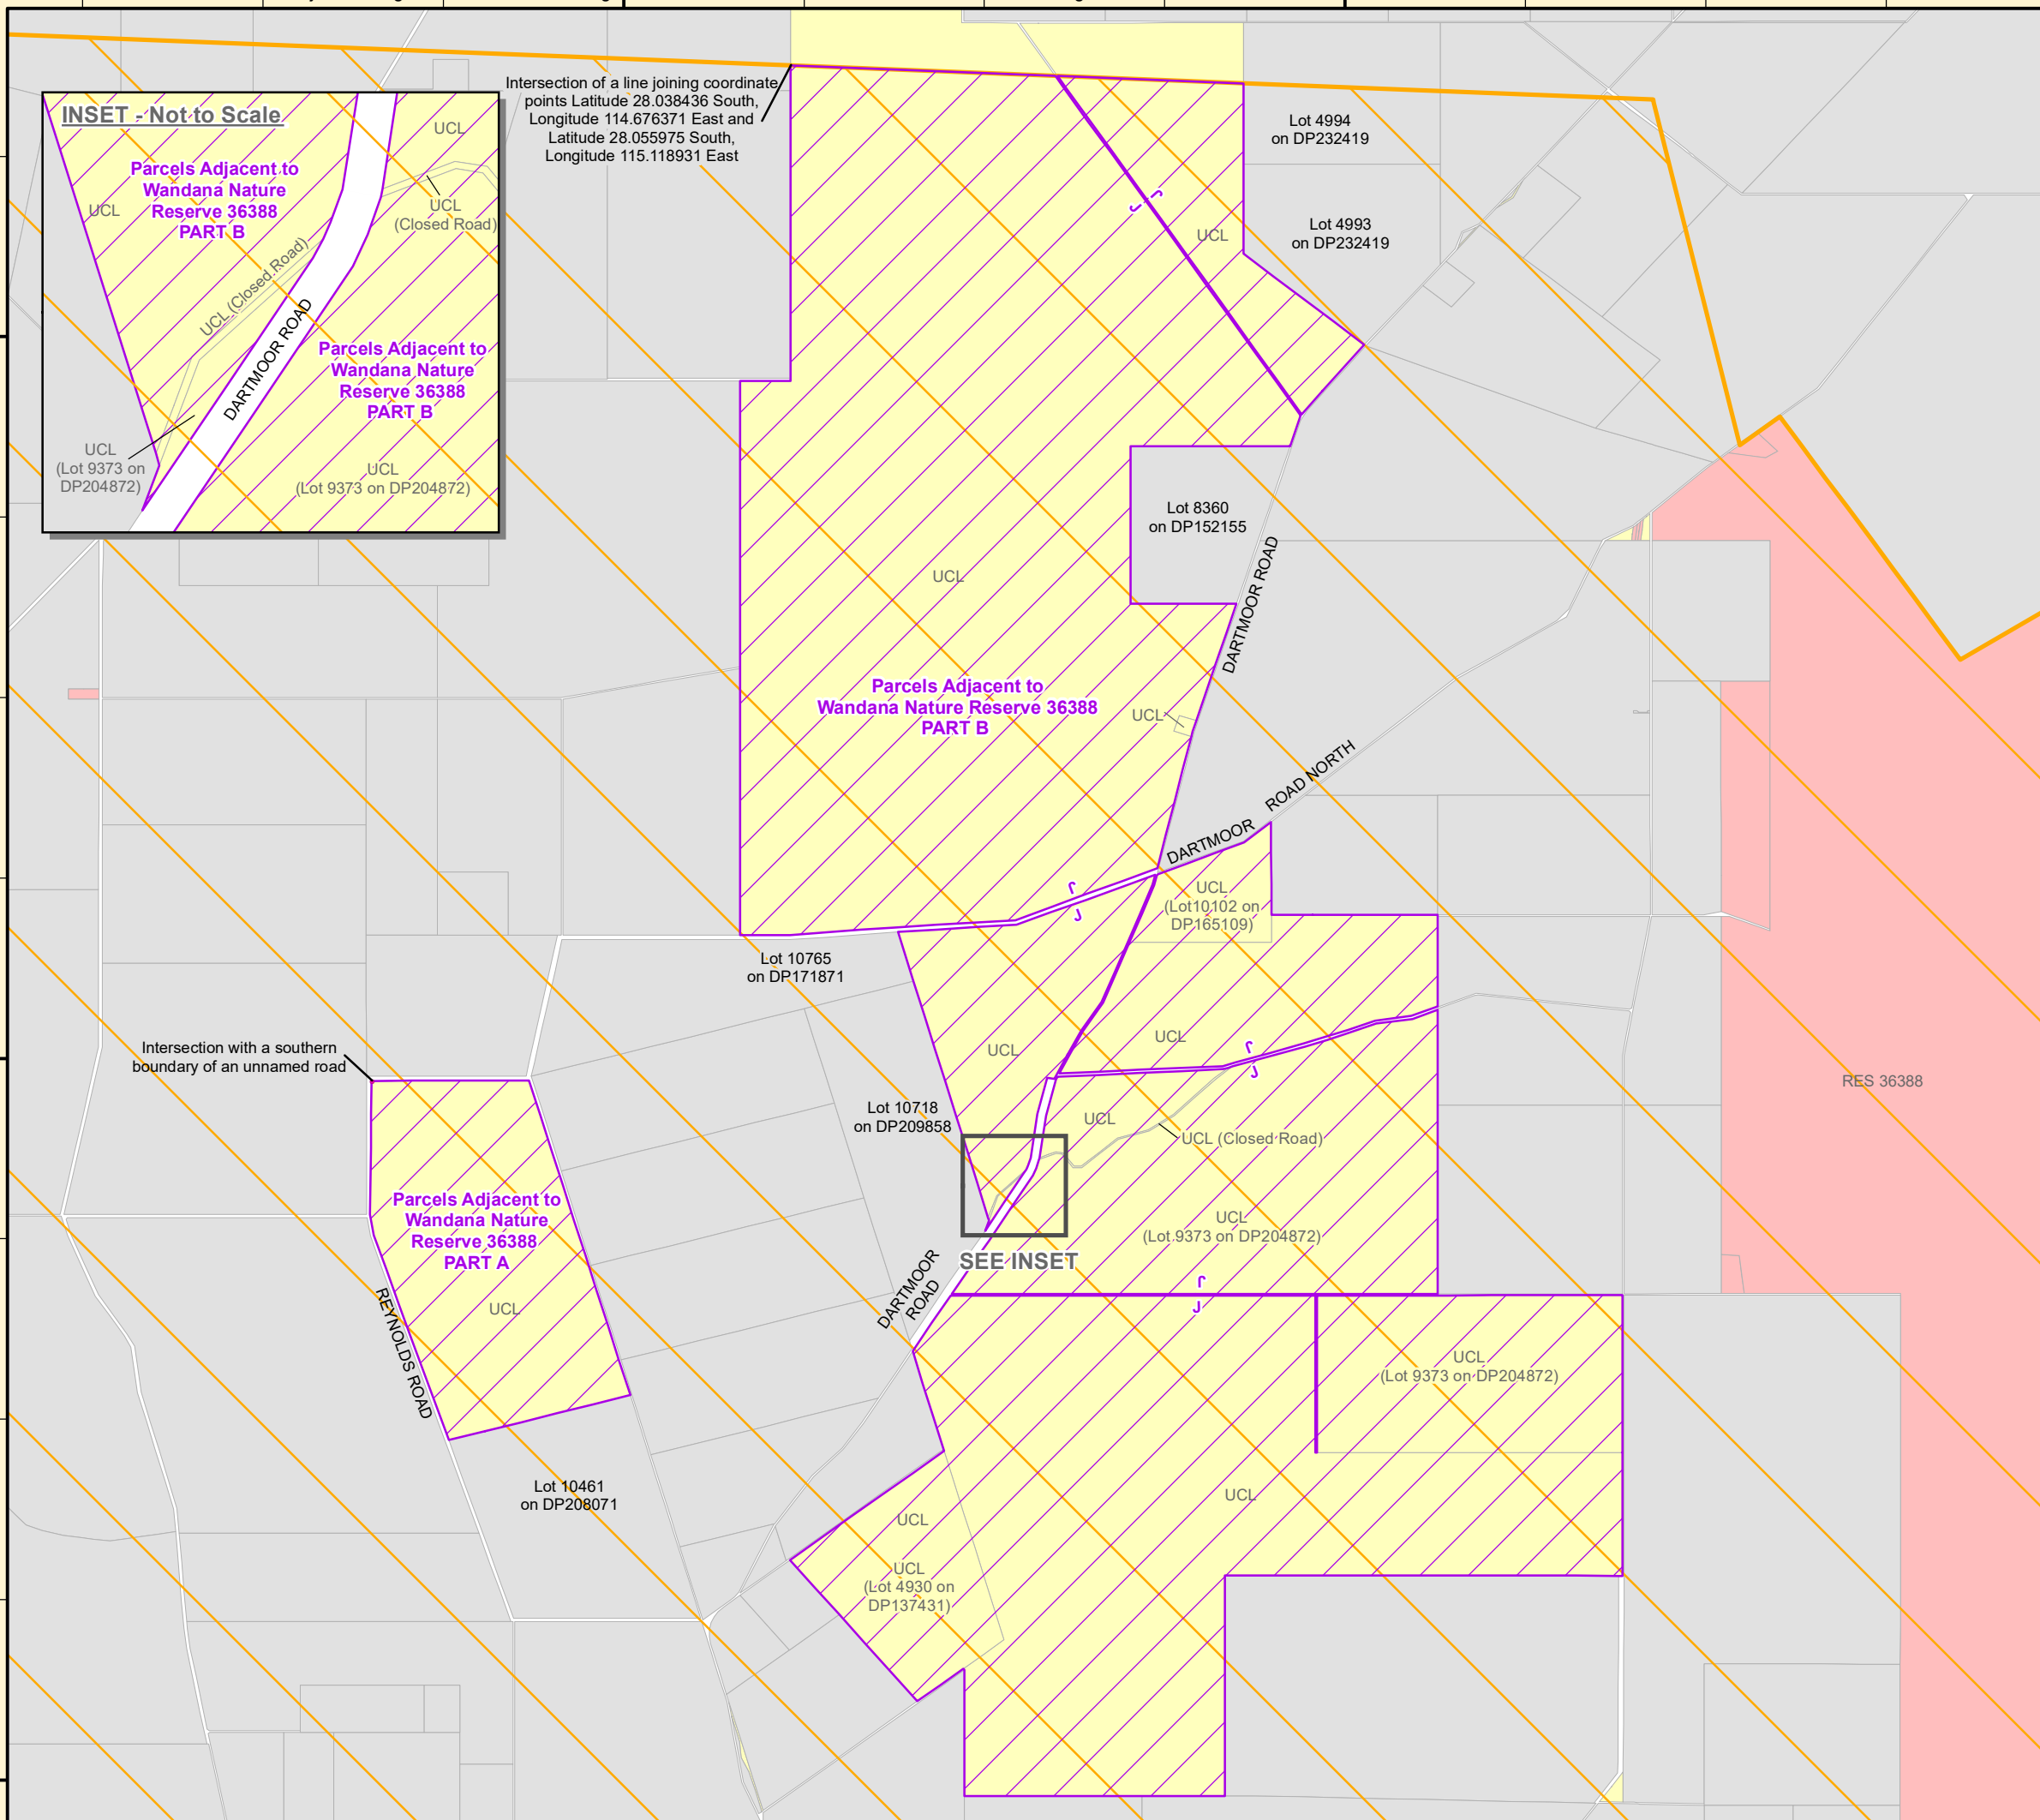 Intersection of a line joining coordinate
points Latitude 28.038436 South,
Longitude 114.676371 East and
Latitude 28.055975 South,
Longitude 115.118931 East
INSET - Not to Scale
UCL
Parcels Adjacent to
Wandana Nature
Reserve 36388
PART B
UCL
UCL
(Closed Road)
UCL (Closed Road)
DARTMOOR ROAD
Parcels Adjacent to
Wandana Nature
Reserve 36388
PART B
UCL
(Lot 9373 on
DP204872)
UCL
(Lot 9373 on DP204872)
Lot 4994
on DP232419
Lot 4993
on DP232419
UCL
Lot 8360
on DP152155
UCL
DARTMOOR ROAD
Parcels Adjacent to
Wandana Nature Reserve 36388
PART B
UCL
DARTMOOR
ROAD NORTH
UCL
(Lot10102 on
DP165109)
Lot 10765
on DP171871
UCL
UCL
Intersection with a southern
boundary of an unnamed road
RES 36388
Lot 10718
on DP209858
UCL
UCL (Closed Road)
Parcels Adjacent to
Wandana Nature
Reserve 36388
PART A
UCL
UCL
(Lot 9373 on DP204872)
SEE INSET
DARTMOOR
ROAD
REYNOLDS ROAD
UCL
(Lot 9373 on DP204872)
Lot 10461
on DP208071
UCL
UCL
UCL
(Lot 4930 on
DP137431)